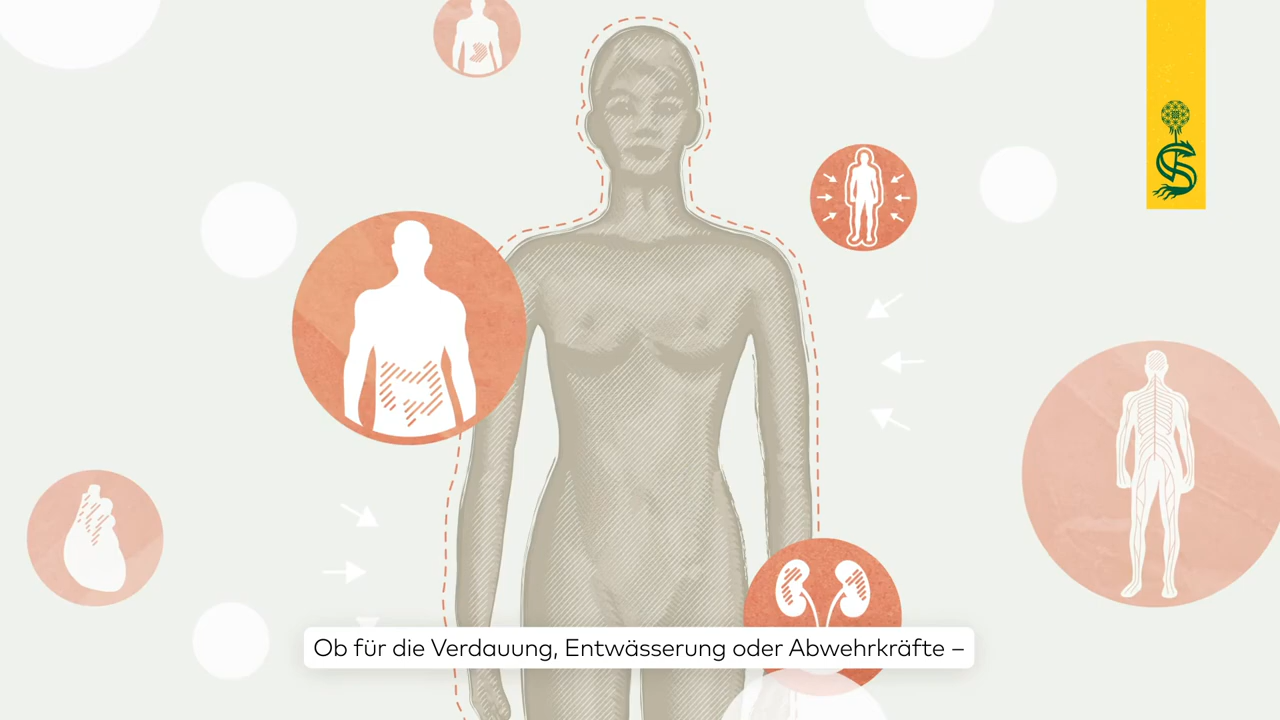 Ob für die Verdauung, Entwässerung oder Abwehrkräfte –